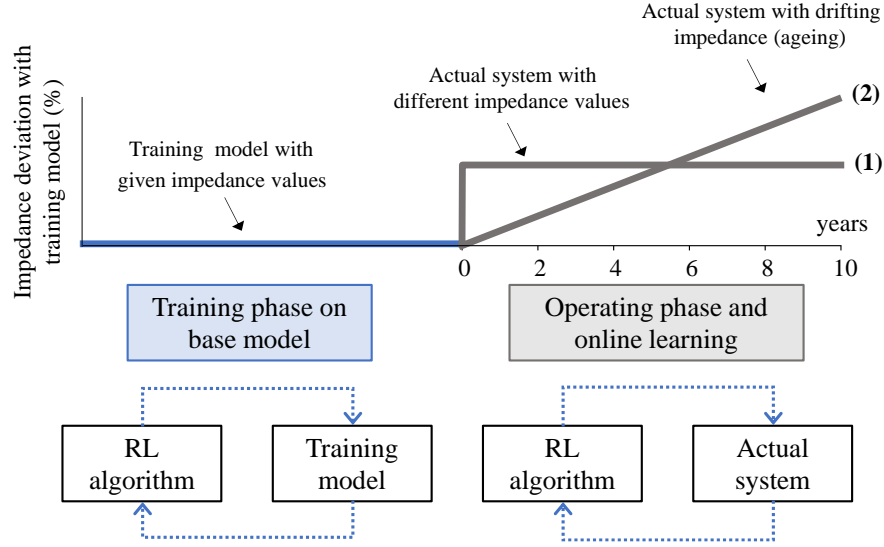 Actual system with drifting
impedance (ageing)
Actual system with
different impedance values
(2)
Training model with
given impedance values
(1)
Impedance deviation with
training model (%)
years
0 2 4 6 8 10
Training phase on
base model
Operating phase and
online learning
RL
algorithm
Training
model
RL
algorithm
Actual
system